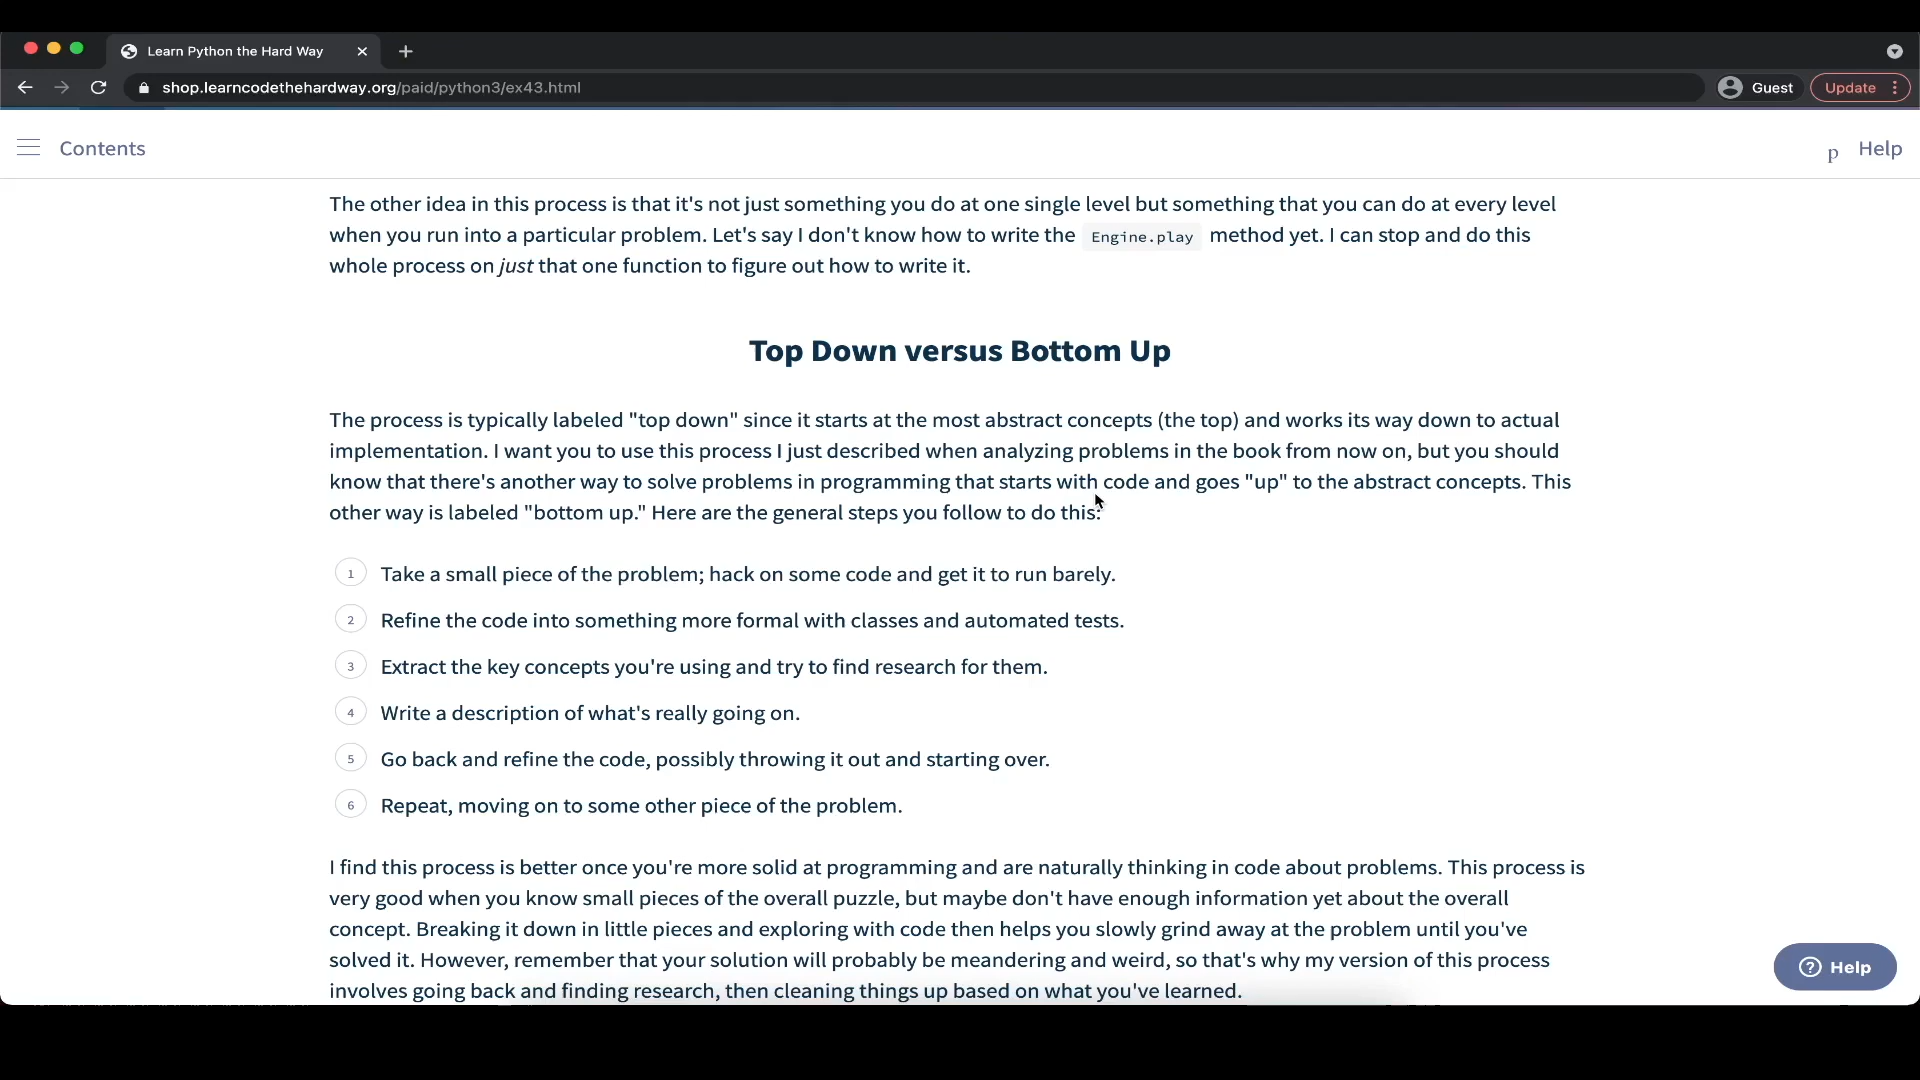 Learn Python the Hard Way
shop.learncodethehardway.org/paid/python3/ex43.html
Guest
Update
Contents
p Help
The other idea in this process is that it's not just something you do at one single level but something that you can do at every level
when you run into a particular problem. Let's say I don't know how to write the Engine.play method yet. I can stop and do this
whole process on just that one function to figure out how to write it.
Top Down versus Bottom Up
The process is typically labeled "top down" since it starts at the most abstract concepts (the top) and works its way down to actual
implementation. I want you to use this process I just described when analyzing problems in the book from now on, but you should
know that there's another way to solve problems in programming that starts with code and goes "up" to the abstract concepts. This
other way is labeled "bottom up." Here are the general steps you follow to do this:
1 Take a small piece of the problem; hack on some code and get it to run barely.
2 Refine the code into something more formal with classes and automated tests.
3 Extract the key concepts you're using and try to find research for them.
4 Write a description of what's really going on.
5 Go back and refine the code, possibly throwing it out and starting over.
6 Repeat, moving on to some other piece of the problem.
I find this process is better once you're more solid at programming and are naturally thinking in code about problems. This process is
very good when you know small pieces of the overall puzzle, but maybe don't have enough information yet about the overall
concept. Breaking it down in little pieces and exploring with code then helps you slowly grind away at the problem until you've
solved it. However, remember that your solution will probably be meandering and weird, so that's why my version of this process
involves going back and finding research, then cleaning things up based on what you've learned.
? Help